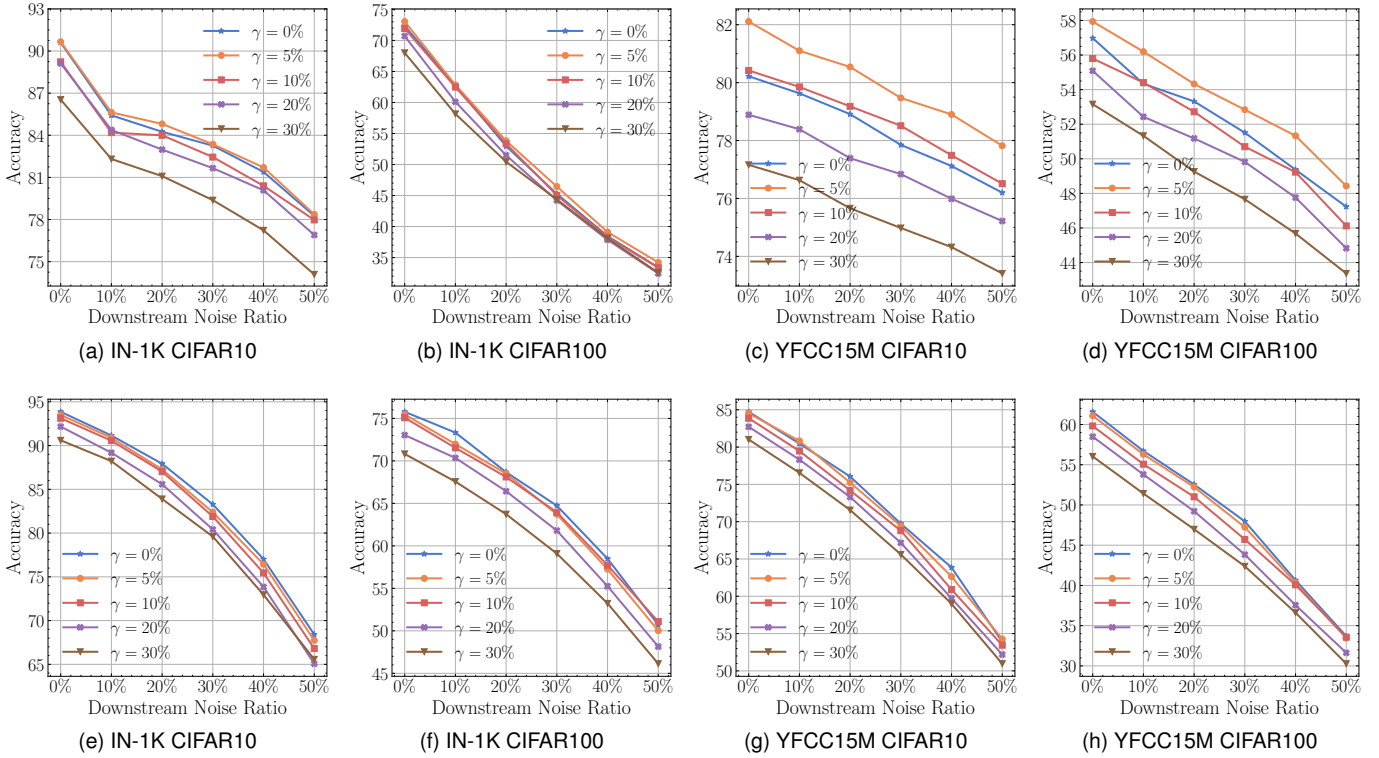 Accuracy
93
90
87
84
81
78
75
γ = 0%
γ = 5%
γ = 10%
γ = 20%
γ = 30%
0% 10% 20% 30% 40% 50%
Downstream Noise Ratio
(a) IN-1K CIFAR10
Accuracy
75
70
65
60
55
50
45
40
35
γ = 0%
γ = 5%
γ = 10%
γ = 20%
γ = 30%
0% 10% 20% 30% 40% 50%
Downstream Noise Ratio
(b) IN-1K CIFAR100
Accuracy
82
80
78
76
74
γ = 0%
γ = 5%
γ = 10%
γ = 20%
γ = 30%
0% 10% 20% 30% 40% 50%
Downstream Noise Ratio
(c) YFCC15M CIFAR10
Accuracy
58
56
54
52
50
48
46
44
γ = 0%
γ = 5%
γ = 10%
γ = 20%
γ = 30%
0% 10% 20% 30% 40% 50%
Downstream Noise Ratio
(d) YFCC15M CIFAR100
Accuracy
95
90
85
80
75
70
65
γ = 0%
γ = 5%
γ = 10%
γ = 20%
γ = 30%
0% 10% 20% 30% 40% 50%
Downstream Noise Ratio
(e) IN-1K CIFAR10
Accuracy
75
70
65
60
55
50
45
γ = 0%
γ = 5%
γ = 10%
γ = 20%
γ = 30%
0% 10% 20% 30% 40% 50%
Downstream Noise Ratio
(f) IN-1K CIFAR100
Accuracy
85
80
75
70
65
60
55
50
γ = 0%
γ = 5%
γ = 10%
γ = 20%
γ = 30%
0% 10% 20% 30% 40% 50%
Downstream Noise Ratio
(g) YFCC15M CIFAR10
Accuracy
60
55
50
45
40
35
30
γ = 0%
γ = 5%
γ = 10%
γ = 20%
γ = 30%
0% 10% 20% 30% 40% 50%
Downstream Noise Ratio
(h) YFCC15M CIFAR100